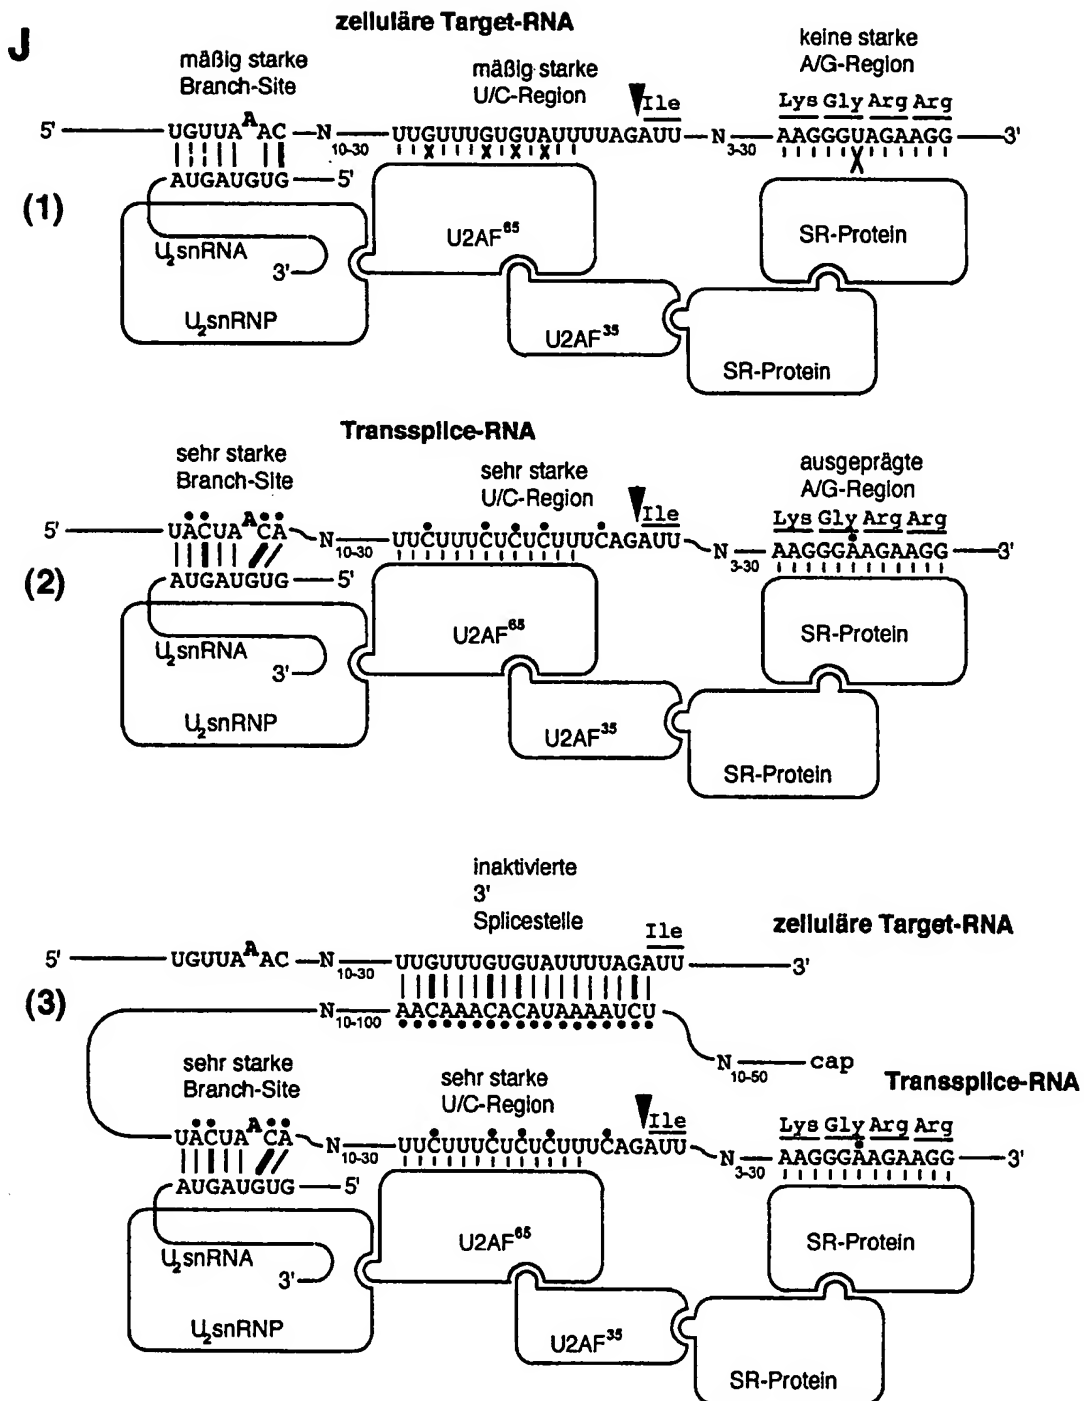 J
zelluläre Target-RNA
mäßig starke
Branch-Site
mäßig starke
U/C-Region
keine starke
A/G-Region
Ile
Lys Gly Arg Arg
5' UGUUA A AC N 10-30 UUGUUUGUGUAUUUUAGAUU N 3-30 AAGGGUAGAAGG 3'
X X X X X
AUGAUGUG 5'
(1)
U2AF65
SR-Protein
U2snRNA
3'
U2snRNP
U2AF35
SR-Protein
Transsplice-RNA
sehr starke
Branch-Site
sehr starke
U/C-Region
ausgeprägte
A/G-Region
Ile
Lys Gly Arg Arg
5' UACUA A CA N 10-30 UUCUUUCUCUCUUUCAGAUU N 3-30 AAGGGAAGAAGG 3'
AUGAUGUG 5'
(2)
U2AF65
SR-Protein
U2snRNA
3'
U2snRNP
U2AF35
SR-Protein
inaktivierte
3'
Splicestelle
zelluläre Target-RNA
Ile
5' UGUUA A AC N 10-30 UUGUUUGUGUAUUUUAGAUU 3'
(3)
N 10-100 AACAAACACAUAAAAUCU
N 10-50 cap
sehr starke
Branch-Site
sehr starke
U/C-Region
Transsplice-RNA
Ile
Lys Gly Arg Arg
UACUA A CA N 10-30 UUCUUUCUCUCUUUCAGAUU N 3-30 AAGGGAAGAAGG 3'
AUGAUGUG 5'
U2AF65
SR-Protein
U2snRNA
3'
U2snRNP
U2AF35
SR-Protein